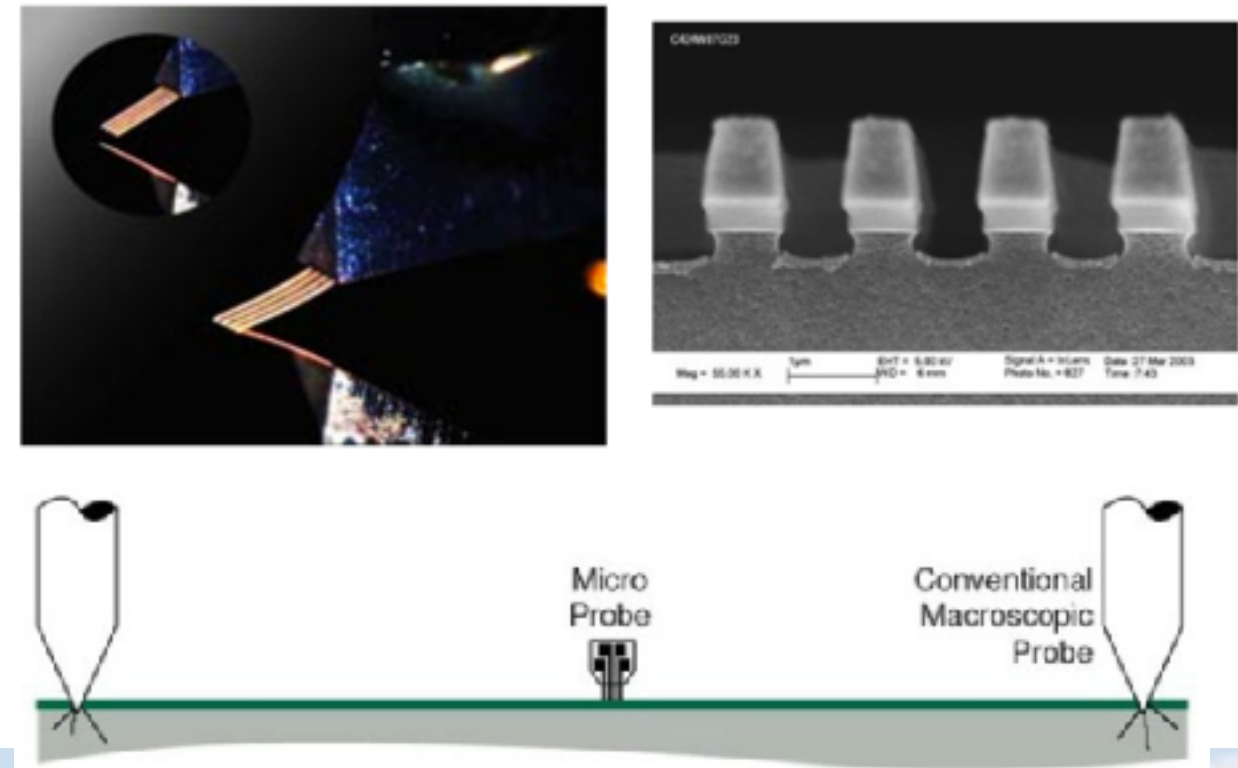 Mag = 55.00 K X
1µm
EHT = 5.00 kV
WD = 6 mm
Signal A = InLens
Photo No. = 827
Date :27 Mar 2003
Time :7:43
Micro
Probe
Conventional
Macroscopic
Probe